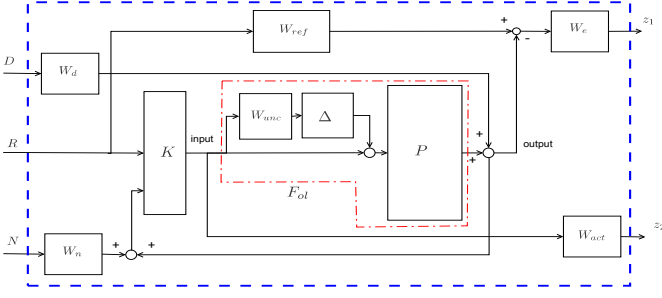 W_ref
+
-
W_e
z_1
D
W_d
W_unc
Δ
+
R
K
input
P
+
output
F_ol
N
W_n
+
+
W_act
z_2